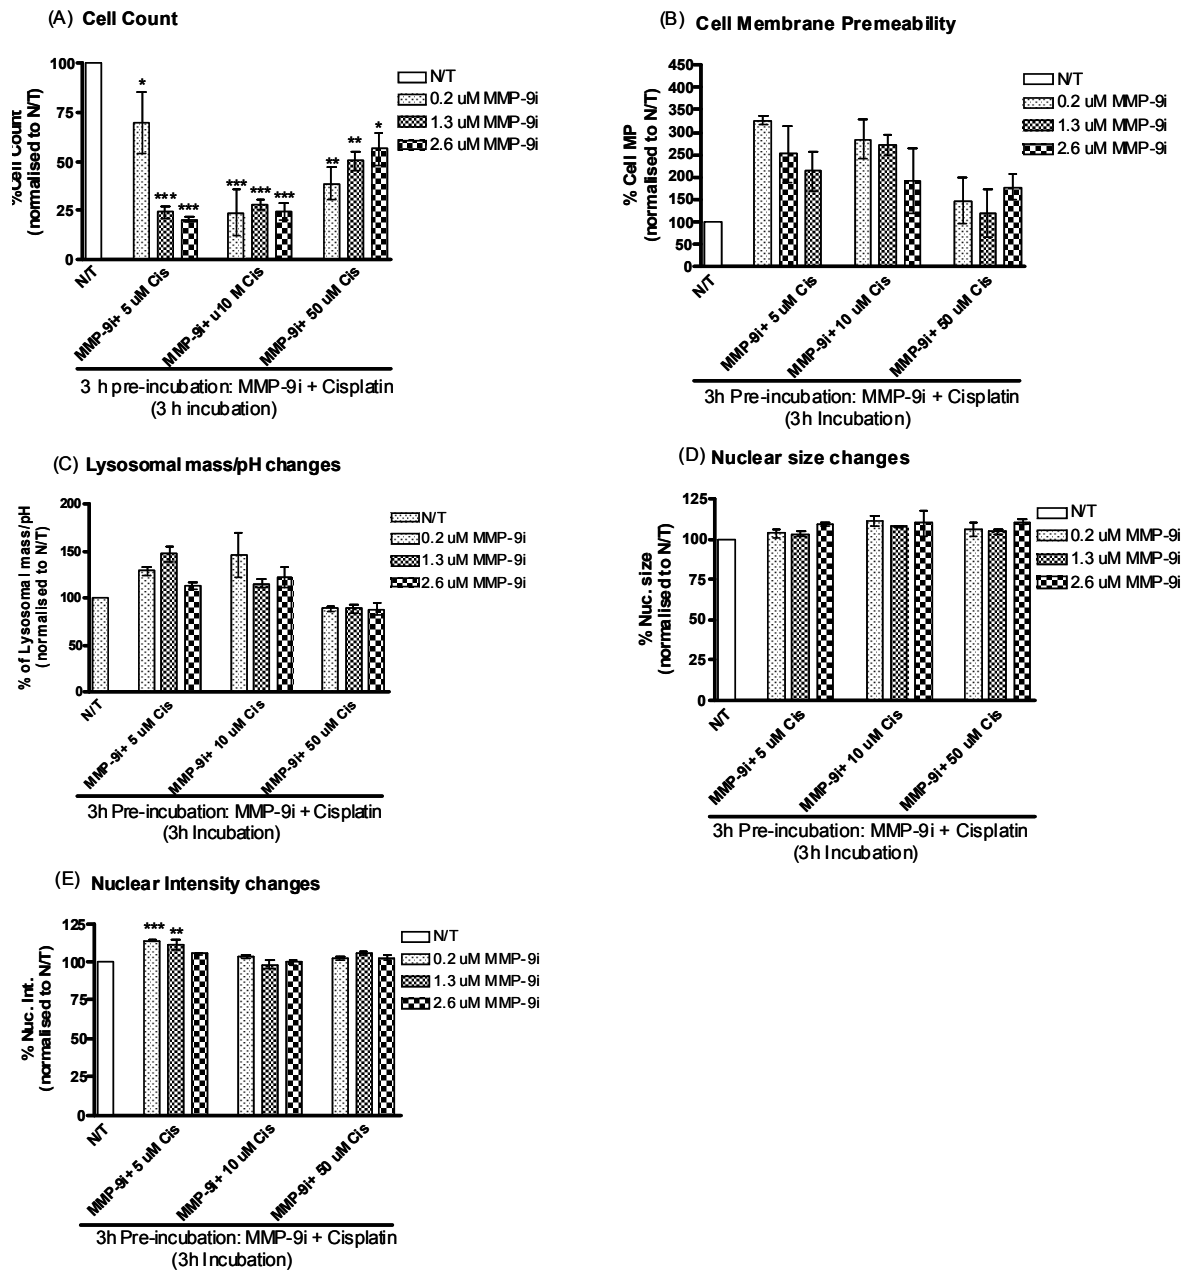 (A) Cell Count
%Cell Count
(normalised to N/T)
100
75
50
25
0
*
***
***
***
***
***
**
**
*
N/T
0.2 uM MMP-9i
1.3 uM MMP-9i
2.6 uM MMP-9i
N/T
MMP-9i+ 5 uM Cis
MMP-9i+ u10 M Cis
MMP-9i+ 50 uM Cis
3 h pre-incubation: MMP-9i + Cisplatin
(3 h incubation)
(B) Cell Membrane Premeability
% Cell MP
(normalised to N/T)
450
400
350
300
250
200
150
100
50
0
N/T
0.2 uM MMP-9i
1.3 uM MMP-9i
2.6 uM MMP-9i
N/T
MMP-9i+ 5 uM Cis
MMP-9i+ 10 uM Cis
MMP-9i+ 50 uM Cis
3h Pre-incubation: MMP-9i + Cisplatin
(3h Incubation)
(C) Lysosomal mass/pH changes
% of Lysosomal mass/pH
(normalised to N/T)
200
150
100
50
0
N/T
0.2 uM MMP-9i
1.3 uM MMP-9i
2.6 uM MMP-9i
N/T
MMP-9i+ 5 uM Cis
MMP-9i+ 10 uM Cis
MMP-9i+ 50 uM Cis
3h Pre-incubation: MMP-9i + Cisplatin
(3h Incubation)
(D) Nuclear size changes
% Nuc. size
(normalised to N/T)
125
100
75
50
25
0
N/T
0.2 uM MMP-9i
1.3 uM MMP-9i
2.6 uM MMP-9i
N/T
MMP-9i+ 5 uM Cis
MMP-9i+ 10 uM Cis
MMP-9i+ 50 uM Cis
3h Pre-incubation: MMP-9i + Cisplatin
(3h Incubation)
(E) Nuclear Intensity changes
% Nuc. Int.
(normalised to N/T)
125
100
75
50
25
0
***
**
N/T
0.2 uM MMP-9i
1.3 uM MMP-9i
2.6 uM MMP-9i
N/T
MMP-9i+ 5 uM Cis
MMP-9i+ 10 uM Cis
MMP-9i+ 50 uM Cis
3h Pre-incubation: MMP-9i + Cisplatin
(3h Incubation)